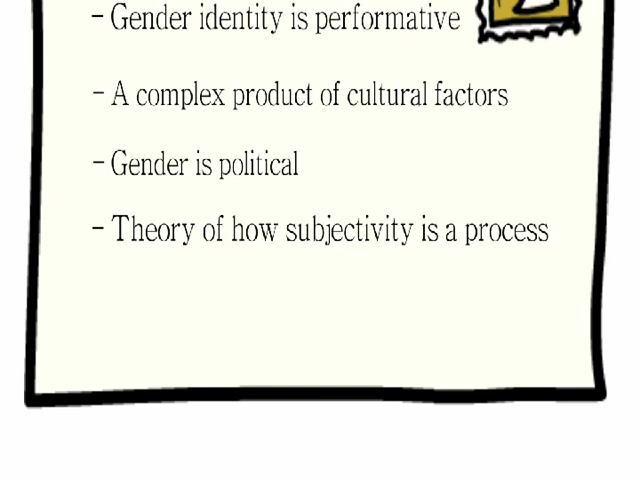 - Gender identity is performative
- A complex product of cultural factors
- Gender is political
- Theory of how subjectivity is a process